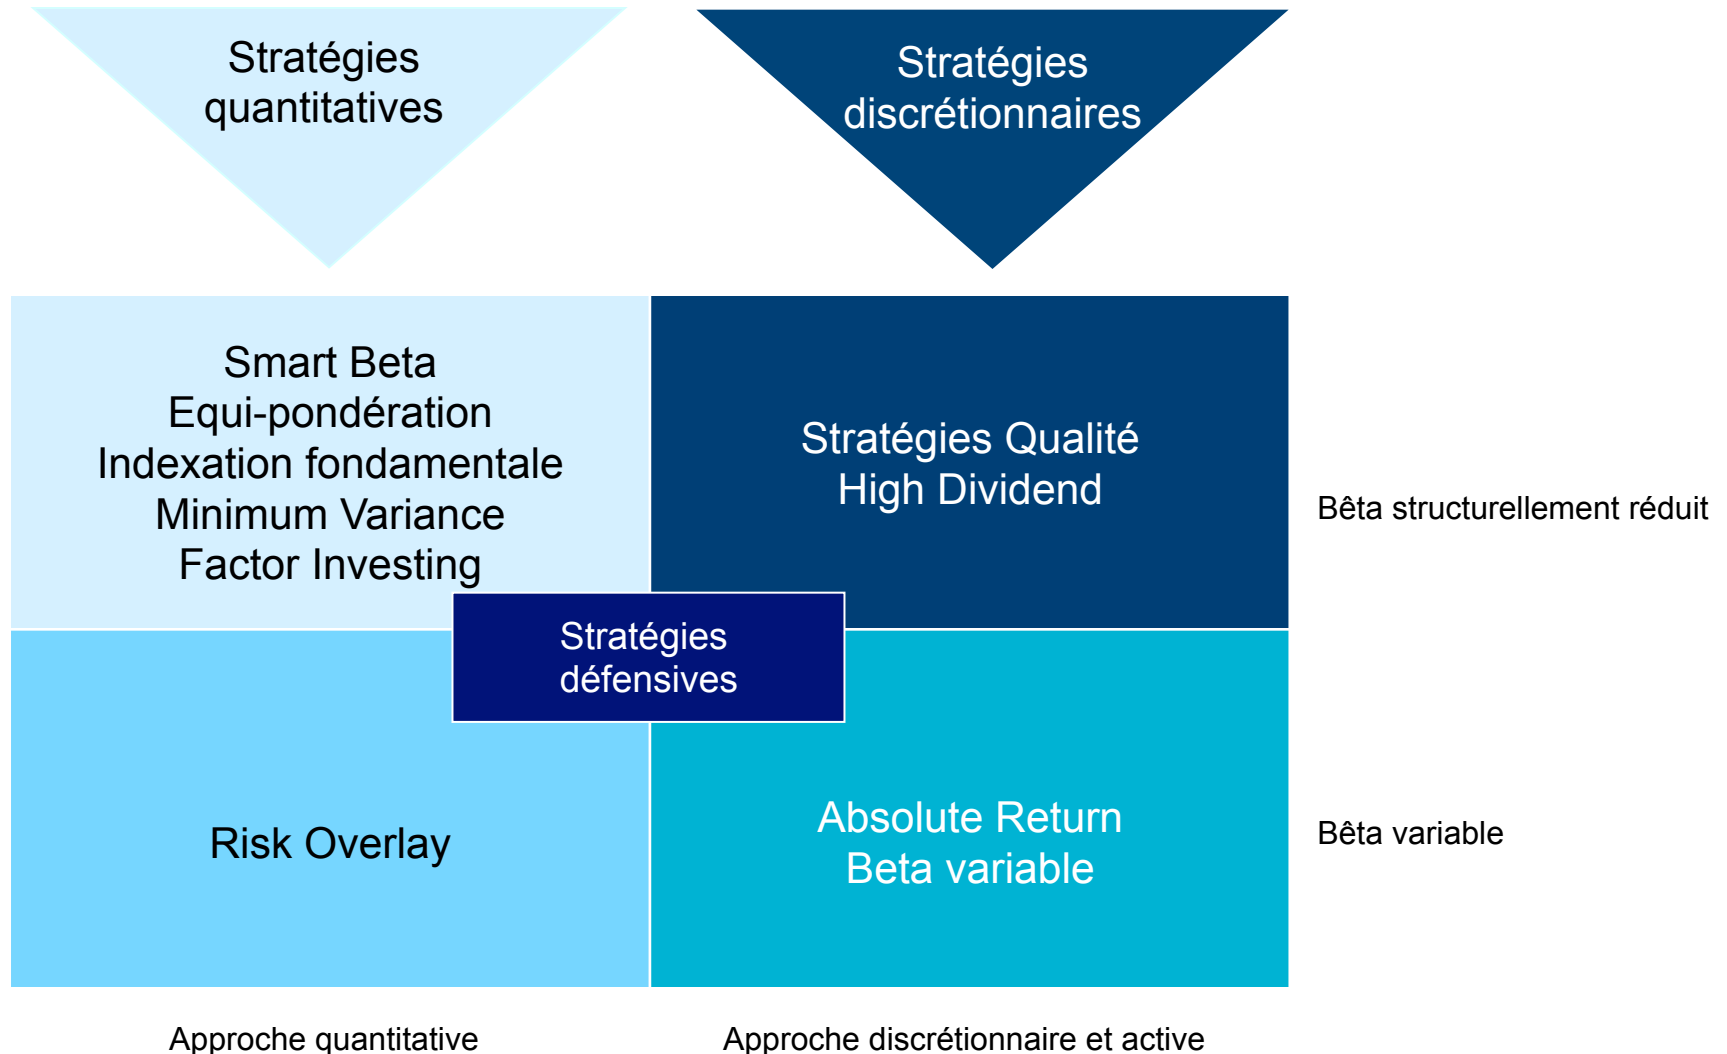 Stratégies
quantitatives
Stratégies
discrétionnaires
Smart Beta
Equi-pondération
Indexation fondamentale
Minimum Variance
Factor Investing
Stratégies Qualité
High Dividend
Bêta structurellement réduit
Stratégies
défensives
Risk Overlay
Absolute Return
Beta variable
Bêta variable
Approche quantitative
Approche discrétionnaire et active